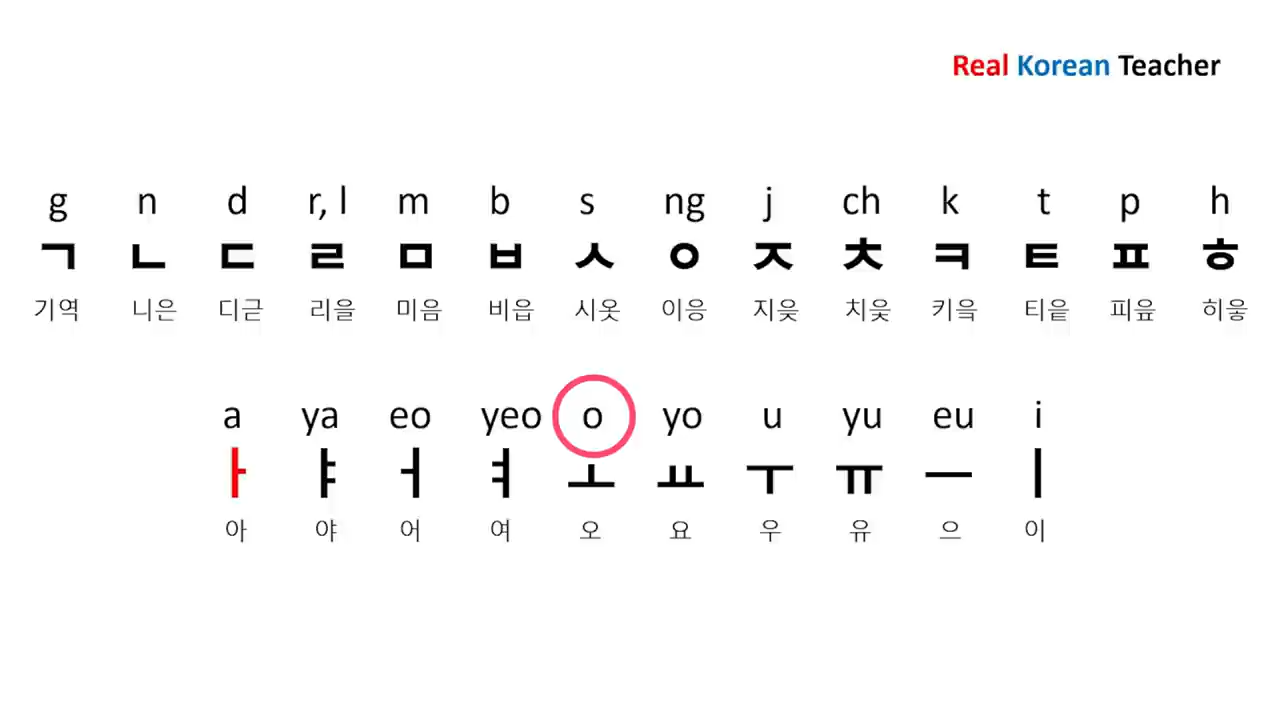 Real Korean Teacher
g n d r, l m b s ng j ch k t p h
ㄱ ㄴ ㄷ ㄹ ㅁ ㅂ ㅅ ㅇ ㅈ ㅊ ㅋ ㅌ ㅍ ㅎ
기역 니은 디귿 리을 미음 비읍 시옷 이응 지읒 치읓 키읔 티읕 피읖 히읗
a ya eo yeo o yo u yu eu i
ㅏ ㅑ ㅓ ㅕ ㅗ ㅛ ㅜ ㅠ ㅡ ㅣ
아 야 어 여 오 요 우 유 으 이